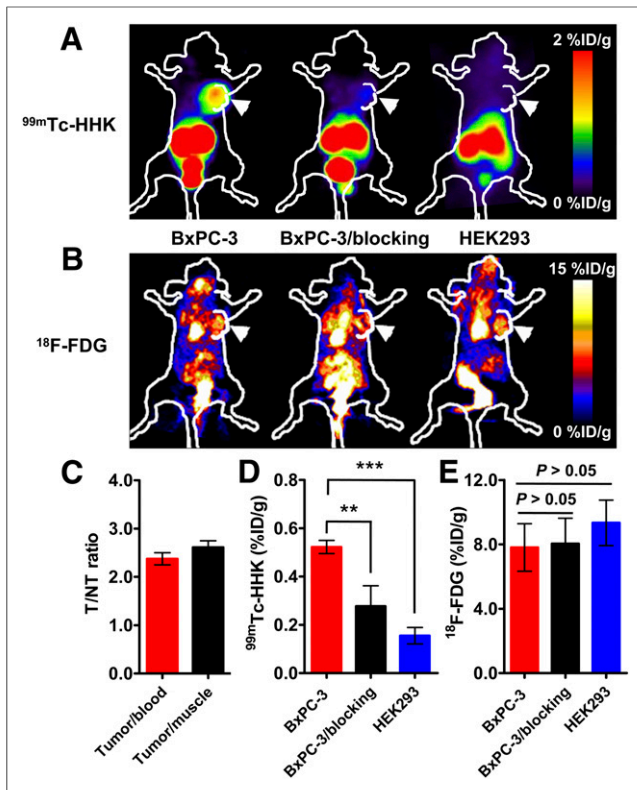 A
2 %ID/g
99mTc-HHK
0 %ID/g
BxPC-3 BxPC-3/blocking HEK293
B
15 %ID/g
18F-FDG
0 %ID/g
C
T/NT ratio
4.0
3.0
2.0
1.0
0.0
Tumor/blood
Tumor/muscle
D
99mTc-HHK (%ID/g)
0.8
0.6
0.4
0.2
0.0
***
**
BxPC-3
BxPC-3/blocking
HEK293
E
18F-FDG (%ID/g)
12.0
8.0
4.0
0.0
P > 0.05
P > 0.05
BxPC-3
BxPC-3/blocking
HEK293